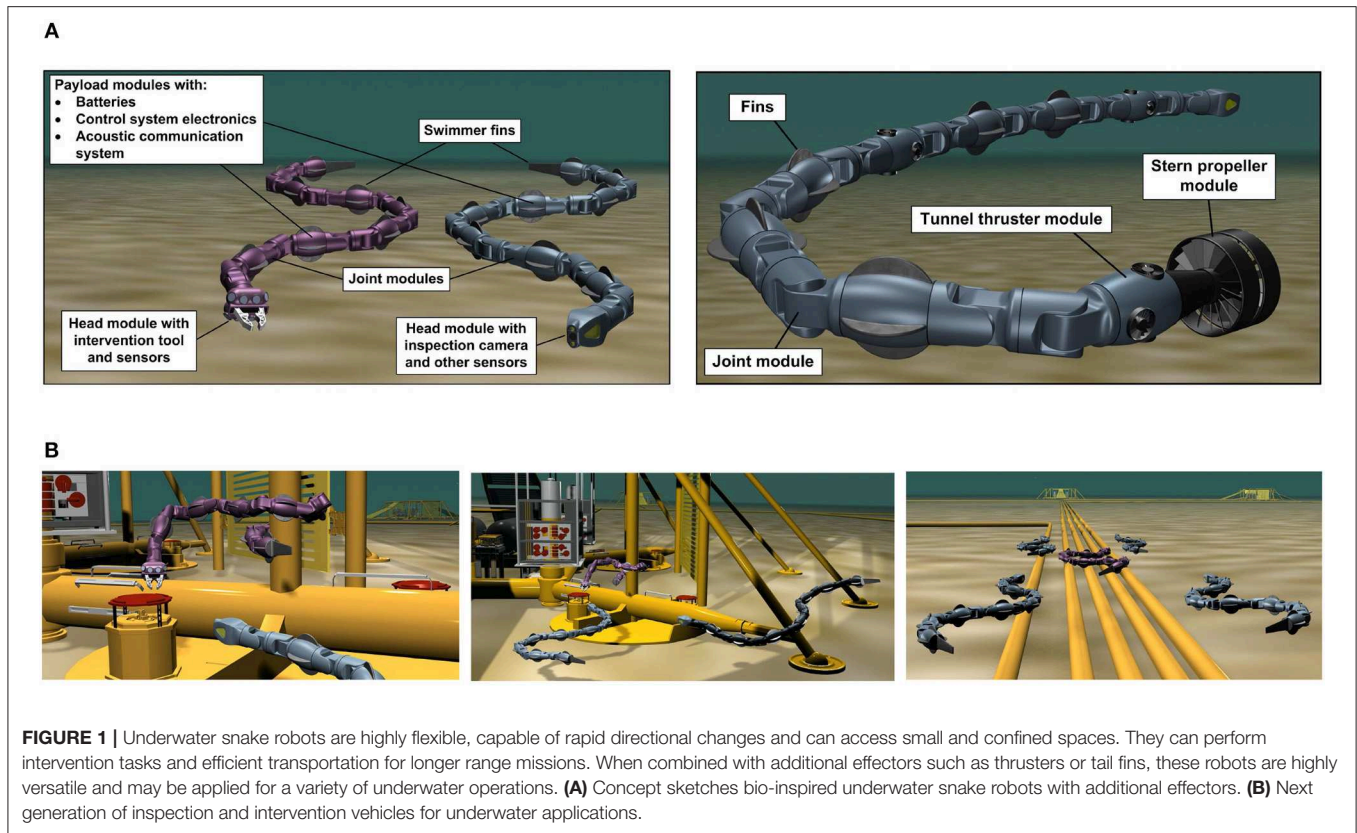 A
Payload modules with:
• Batteries
• Control system electronics
• Acoustic communication
system
Swimmer fins
Joint modules
Head module with
intervention tool
and sensors
Head module with
inspection camera
and other sensors
Fins
Stern propeller
module
Tunnel thruster module
Joint module
B
FIGURE 1 | Underwater snake robots are highly flexible, capable of rapid directional changes and can access small and confined spaces. They can perform
intervention tasks and efficient transportation for longer range missions. When combined with additional effectors such as thrusters or tail fins, these robots are highly
versatile and may be applied for a variety of underwater operations. (A) Concept sketches bio-inspired underwater snake robots with additional effectors. (B) Next
generation of inspection and intervention vehicles for underwater applications.